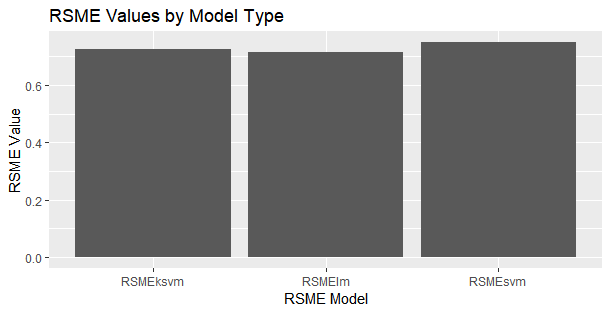 RSME Values by Model Type
RSME Value
0.6
0.4
0.2
0.0
RSMEksvm RSMElm RSMEsvm
RSME Model